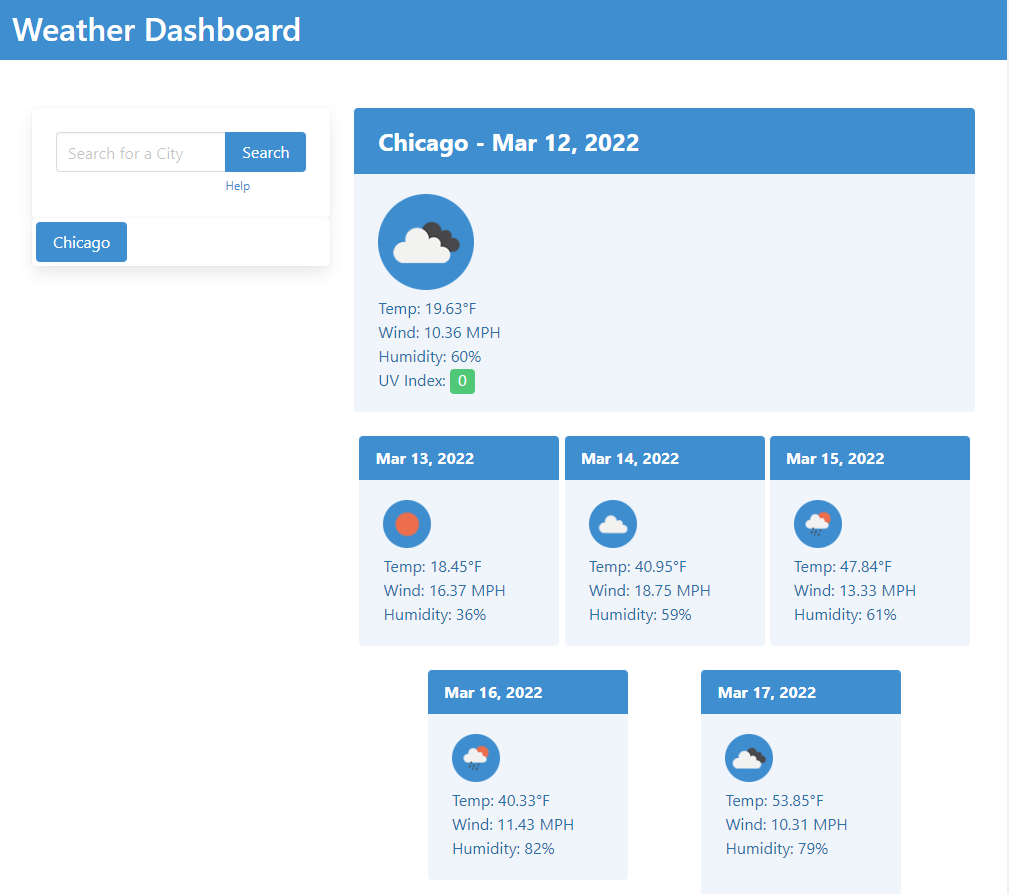 Weather Dashboard
Search for a City
Search
Help
Chicago
Chicago - Mar 12, 2022
Temp: 19.63°F
Wind: 10.36 MPH
Humidity: 60%
UV Index: 0
Mar 13, 2022
Temp: 18.45°F
Wind: 16.37 MPH
Humidity: 36%
Mar 14, 2022
Temp: 40.95°F
Wind: 18.75 MPH
Humidity: 59%
Mar 15, 2022
Temp: 47.84°F
Wind: 13.33 MPH
Humidity: 61%
Mar 16, 2022
Temp: 40.33°F
Wind: 11.43 MPH
Humidity: 82%
Mar 17, 2022
Temp: 53.85°F
Wind: 10.31 MPH
Humidity: 79%